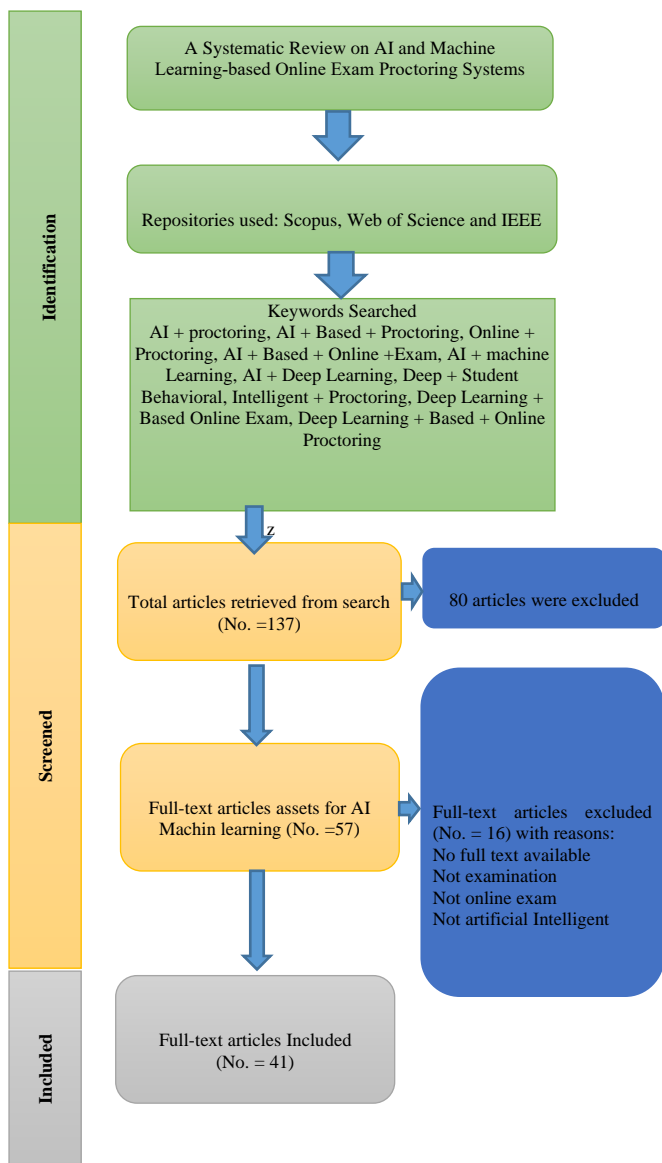 Identification
A Systematic Review on AI and Machine
Learning-based Online Exam Proctoring Systems
Repositories used: Scopus, Web of Science and IEEE
Keywords Searched
AI + proctoring, AI + Based + Proctoring, Online +
Proctoring, AI + Based + Online +Exam, AI + machine
Learning, AI + Deep Learning, Deep + Student
Behavioral, Intelligent + Proctoring, Deep Learning +
Based Online Exam, Deep Learning + Based + Online
Proctoring
z
Screened
Total articles retrieved from search
(No. =137)
80 articles were excluded
Full-text articles assets for AI
Machin learning (No. =57)
Full-text articles excluded
(No. = 16) with reasons:
No full text available
Not examination
Not online exam
Not artificial Intelligent
Included
Full-text articles Included
(No. = 41)